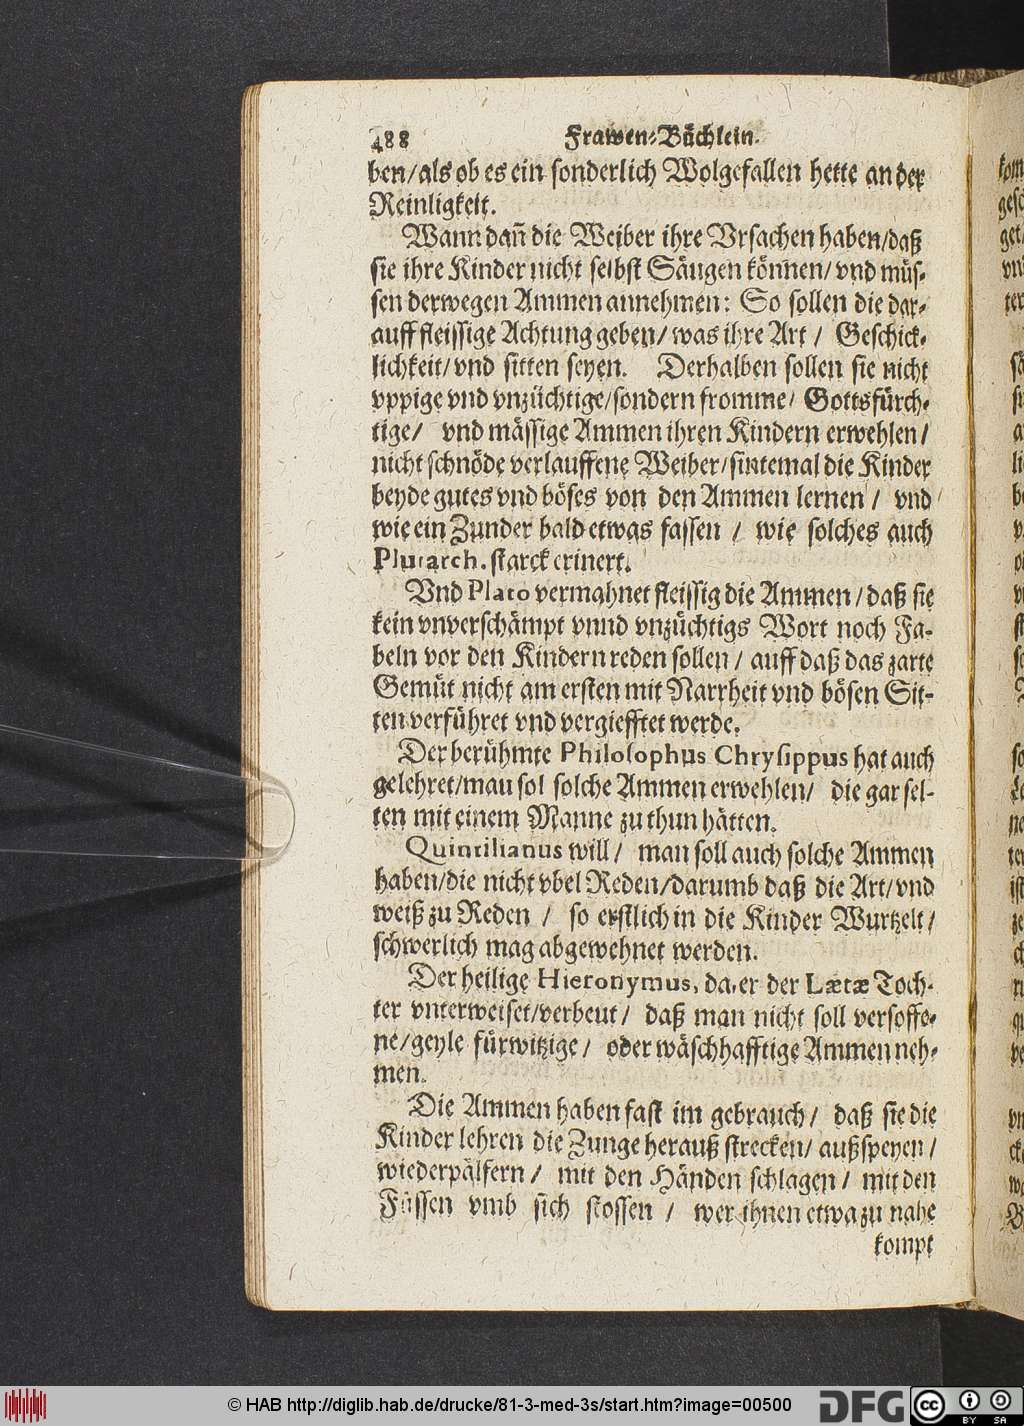 488 Frawen-Büchlein.
ben/als ob es ein sonderlich Wolgefallen hette an der
Reinligkeit.
Wann dañ die Weiber ihre Vrsachen haben/daß
sie ihre Kinder nicht selbst Säugen können/vnd müs-
sen derwegen Ammen annehmen: So sollen die dar-
auff fleissige Achtung geben/was ihre Art / Geschick-
lichkeit/vnd sitten seyen. Derhalben sollen sie nicht
vppige vnd vnzüchtige/sondern fromme/ Gottsfürch-
tige/ vnd mässige Ammen ihren Kindern erwehlen/
nicht schnöde verlauffene Weiber/sintemal die Kinder
beyde gutes vnd böses von den Ammen lernen / vnd
wie ein Zunder bald etwas fassen / wie solches auch
Plutarch. starck erinert.
Vnd Plato vermahnet fleissig die Ammen/daß sie
kein vnverschämpt vnnd vnzüchtigs Wort noch Fa-
beln vor den Kindern reden sollen/ auff daß das zarte
Gemüt nicht am ersten mit Narrheit vnd bösen Sit-
ten verführet vnd vergiefftet werde.
Der berühmte Philosophus Chrysippus hat auch
gelehret/mau sol solche Ammen erwehlen/ die gar sel-
ten mit einem Manne zu thun hätten.
Quintilianus will/ man soll auch solche Ammen
haben/die nicht vbel Reden/darumb daß die Art/vnd
weiß zu Reden / so erstlich in die Kinder Wurtzelt/
schwerlich mag abgewehnet werden.
Der heilige Hieronymus, da er der Lætæ Toch-
ter vnterweiset/verbeut/ daß man nicht soll versoffe-
ne/geyle fürwitzige/ oder wäschhafftige Ammen neh-
men.
Die Ammen haben fast im gebrauch/ daß sie die
Kinder lehren die Zunge herauß strecken/ außspeyen/
wiederpälfern/ mit den Händen schlagen/ mit den
Füssen vmb sich stossen / wer ihnen etwa zu nahe
kompt
© HAB http://diglib.hab.de/drucke/81-3-med-3s/start.htm?image=00500
DFG
cc BY SA